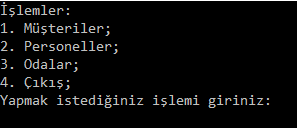 İşlemler:
1. Müşteriler;
2. Personeller;
3. Odalar;
4. Çıkış;
Yapmak istediğiniz işlemi giriniz: